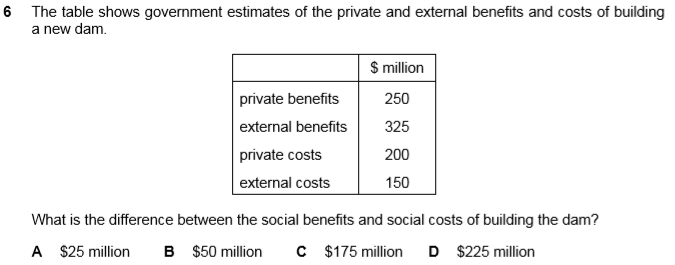 6 The table shows government estimates of the private and external benefits and costs of building
a new dam.
$ million
private benefits 250
external benefits 325
private costs 200
external costs 150
What is the difference between the social benefits and social costs of building the dam?
A $25 million B $50 million C $175 million D $225 million